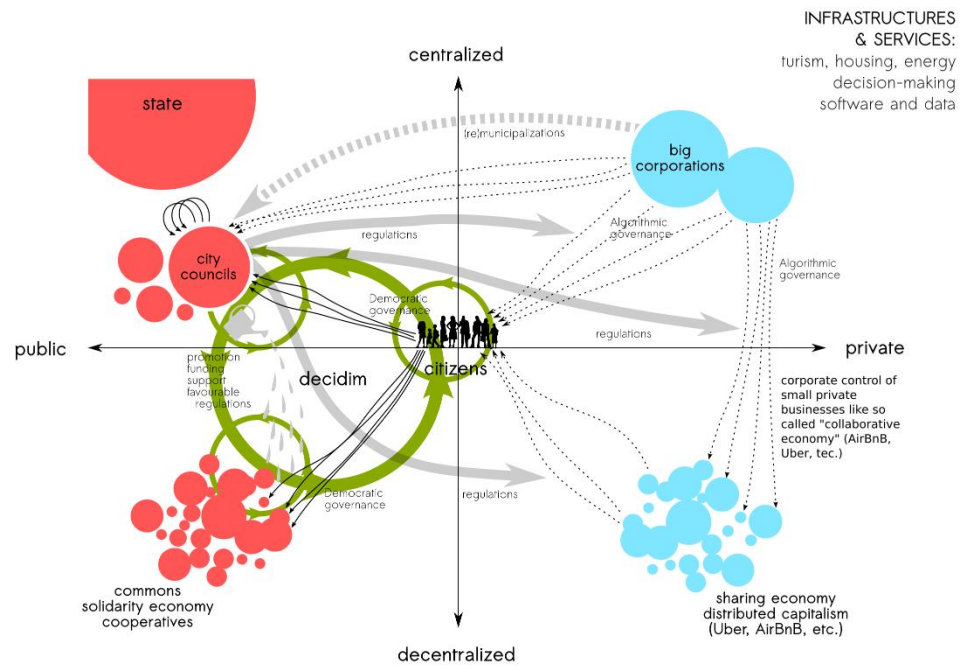 INFRASTRUCTURES
& SERVICES:
turism, housing, energy
decision-making
software and data
centralized
state
(re)municipalizations
big
corporations
regulations
Algorithmic
governance
city
councils
Algorithmic
governance
Democratic
governance
regulations
public
private
citizens
promotion
funding
support
favourable
regulations
decidim
corporate control of
small private
businesses like so
called "collaborative
economy" (AirBnB,
Uber, tec.)
Democratic
governance
regulations
commons
solidarity economy
cooperatives
sharing economy
distributed capitalism
(Uber, AirBnB, etc.)
decentralized